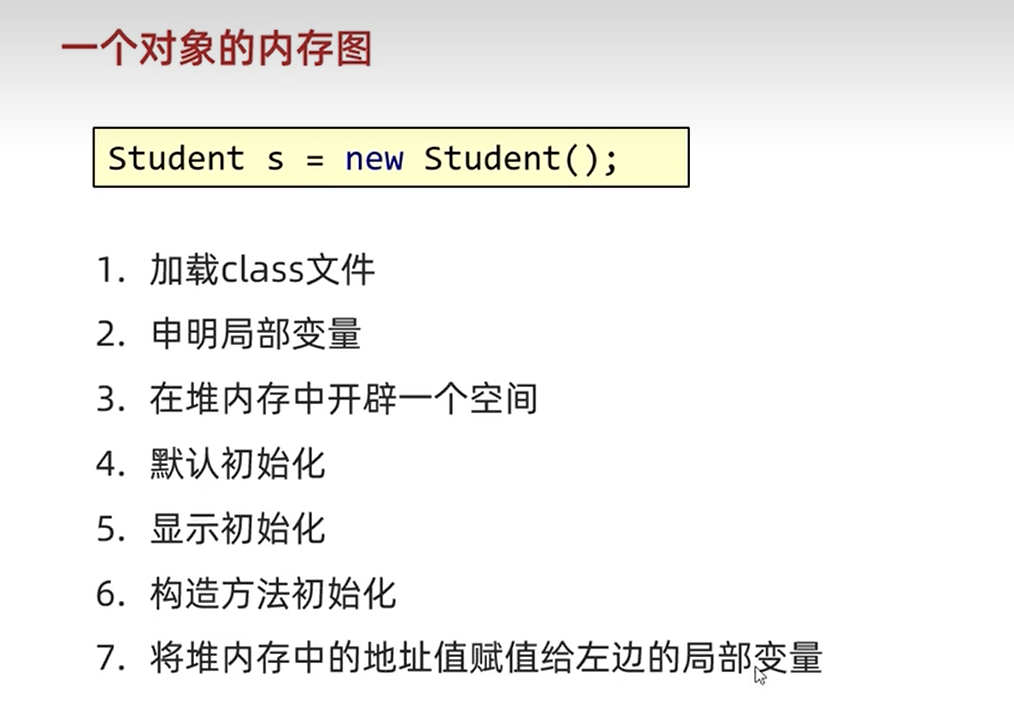 一个对象的内存图
Student s = new Student();
1. 加载class文件
2. 申明局部变量
3. 在堆内存中开辟一个空间
4. 默认初始化
5. 显示初始化
6. 构造方法初始化
7. 将堆内存中的地址值赋值给左边的局部变量